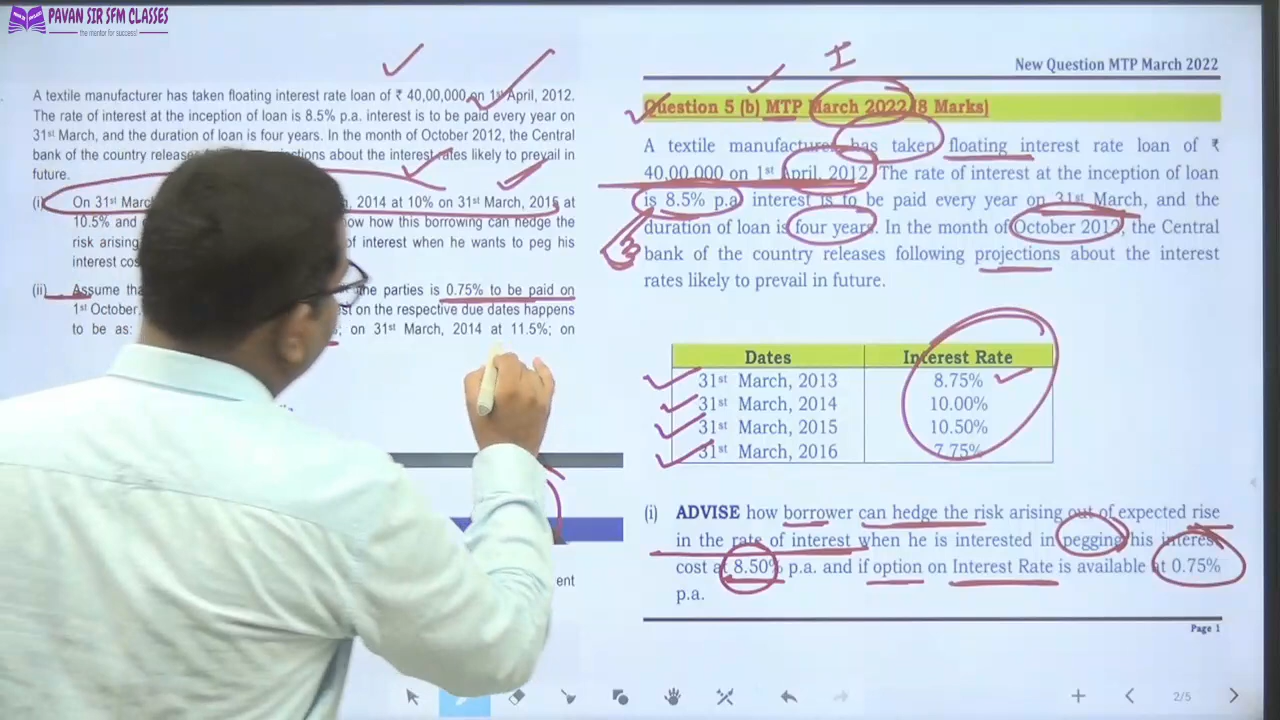 PAVAN SIR SFM CLASSES
the mentor for success!
A textile manufacturer has taken floating interest rate loan of ₹ 40,00,000 on 1st April, 2012.
The rate of interest at the inception of loan is 8.5% p.a. interest is to be paid every year on
31st March, and the duration of loan is four years. In the month of October 2012, the Central
bank of the country releases
about the interest rates likely to prevail in
future.
(i) On 31st Marc , 2014 at 10% on 31st March, 2015 at
10.5% and how how this borrowing can hedge the
risk arising of interest when he wants to peg his
interest cos
(ii) Assume tha the parties is 0.75% to be paid on
1st October, st on the respective due dates happens
to be as: ; on 31st March, 2014 at 11.5%; on
ent
I
New Question MTP March 2022
Question 5 (b) MTP March 2022 (8 Marks)
A textile manufacturer has taken floating interest rate loan of ₹
40,00,000 on 1st April, 2012. The rate of interest at the inception of loan
is 8.5% p.a interest is to be paid every year on 31st March, and the
duration of loan is four years. In the month of October 2012, the Central
bank of the country releases following projections about the interest
rates likely to prevail in future.
Dates Interest Rate
31st March, 2013 8.75%
31st March, 2014 10.00%
31st March, 2015 10.50%
31st March, 2016 7.75%
(i) ADVISE how borrower can hedge the risk arising out of expected rise
in the rate of interest when he is interested in pegging his interest
cost at 8.50% p.a. and if option on Interest Rate is available at 0.75%
p.a.
Page 1
2/5